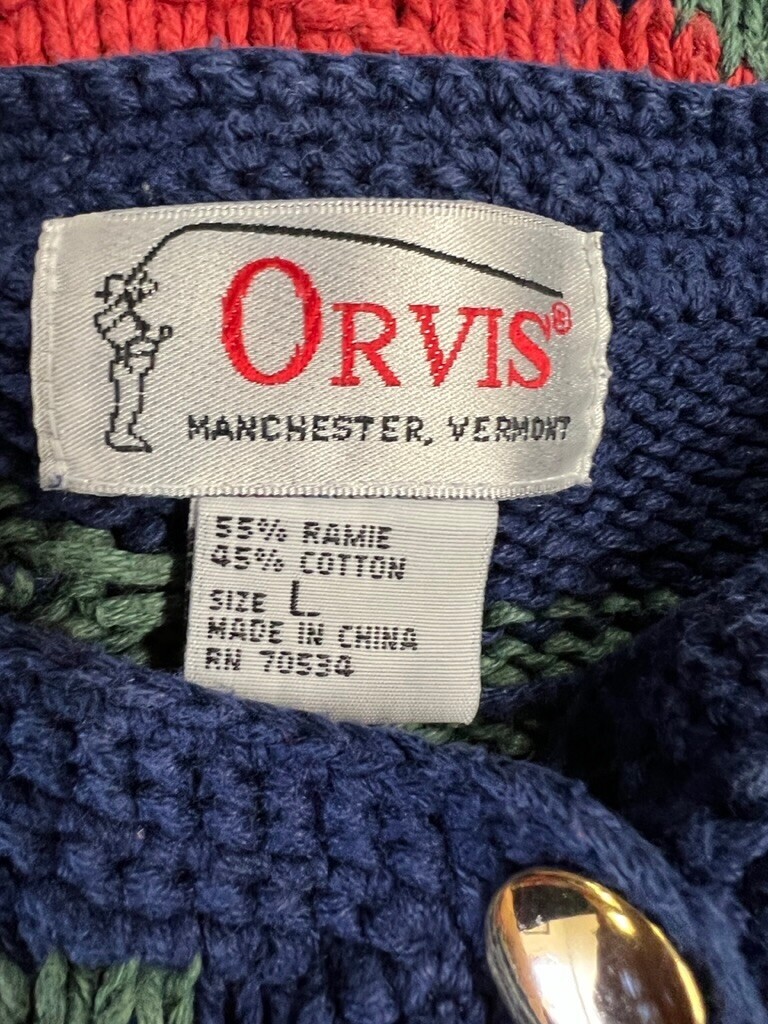 ORVIS®
MANCHESTER, VERMONT
55% RAMIE
45% COTTON
SIZE L
MADE IN CHINA
RN 70534